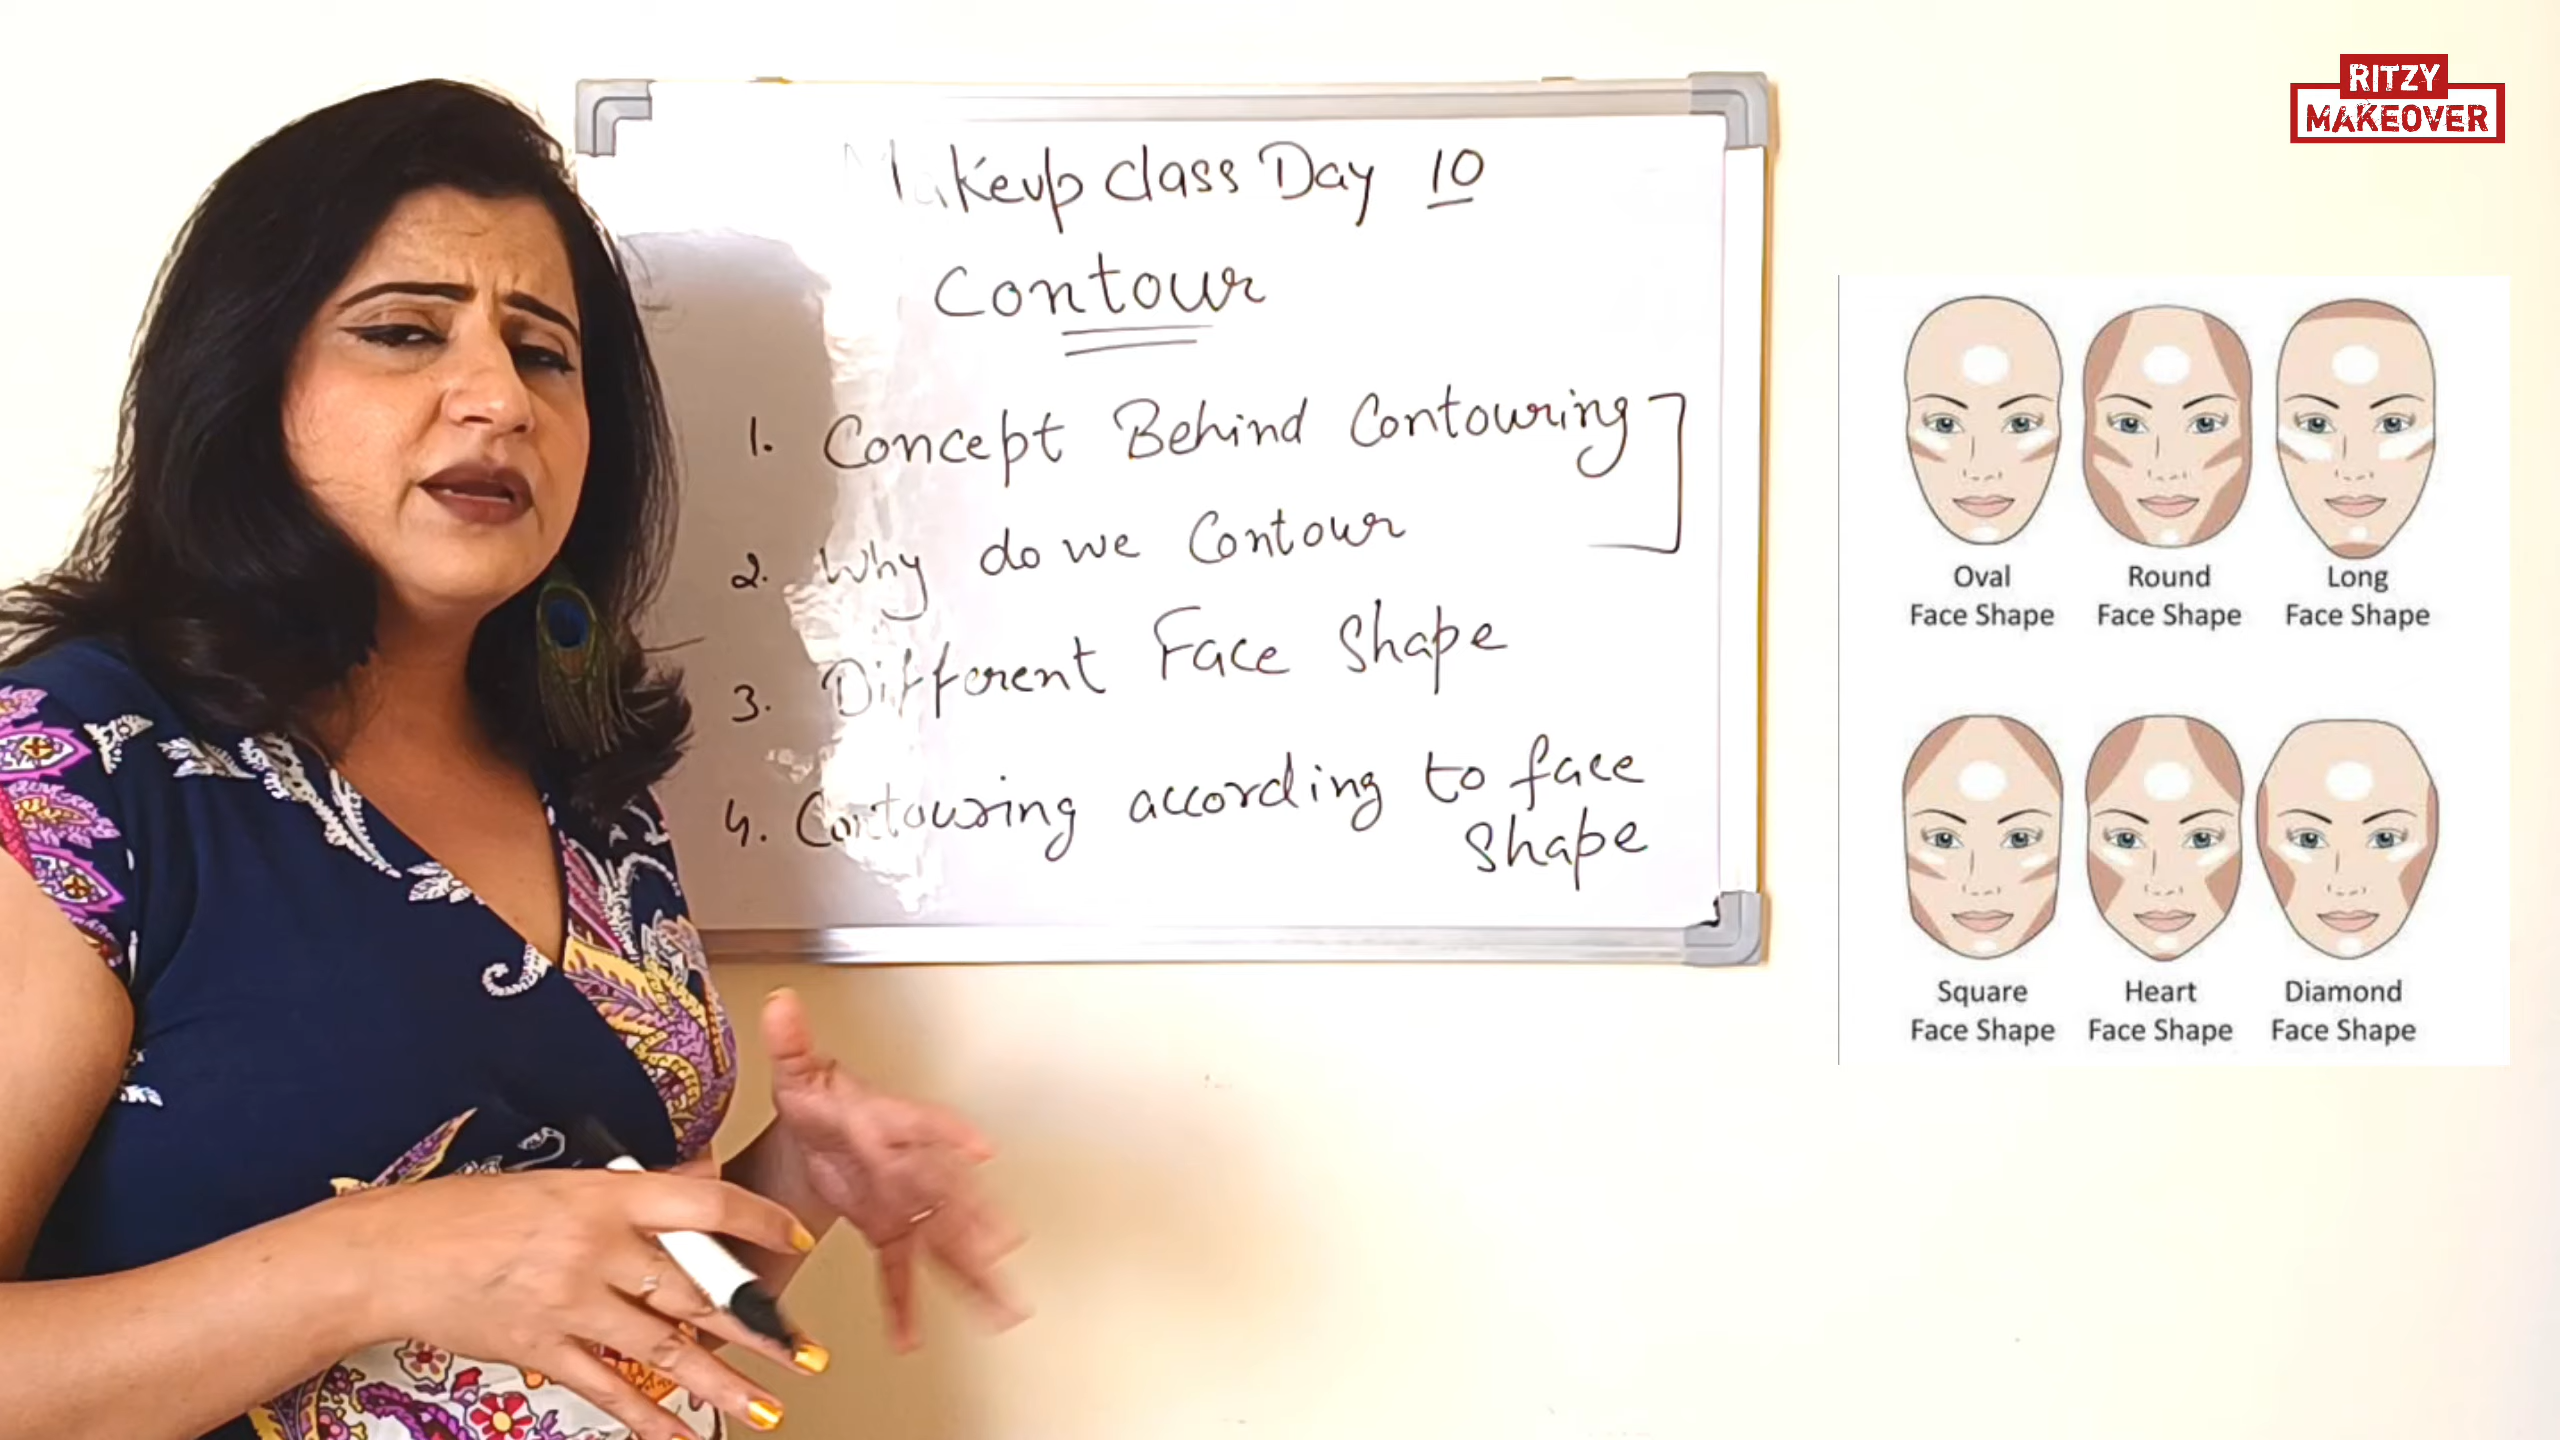 RITZY
MAKEOVER
Makeup class Day 10
Contour
1. Concept Behind Contouring
2. Why do we Contour
3. Different Face Shape
4. Contouring according to face
shape
Oval
Face Shape
Round
Face Shape
Long
Face Shape
Square
Face Shape
Heart
Face Shape
Diamond
Face Shape